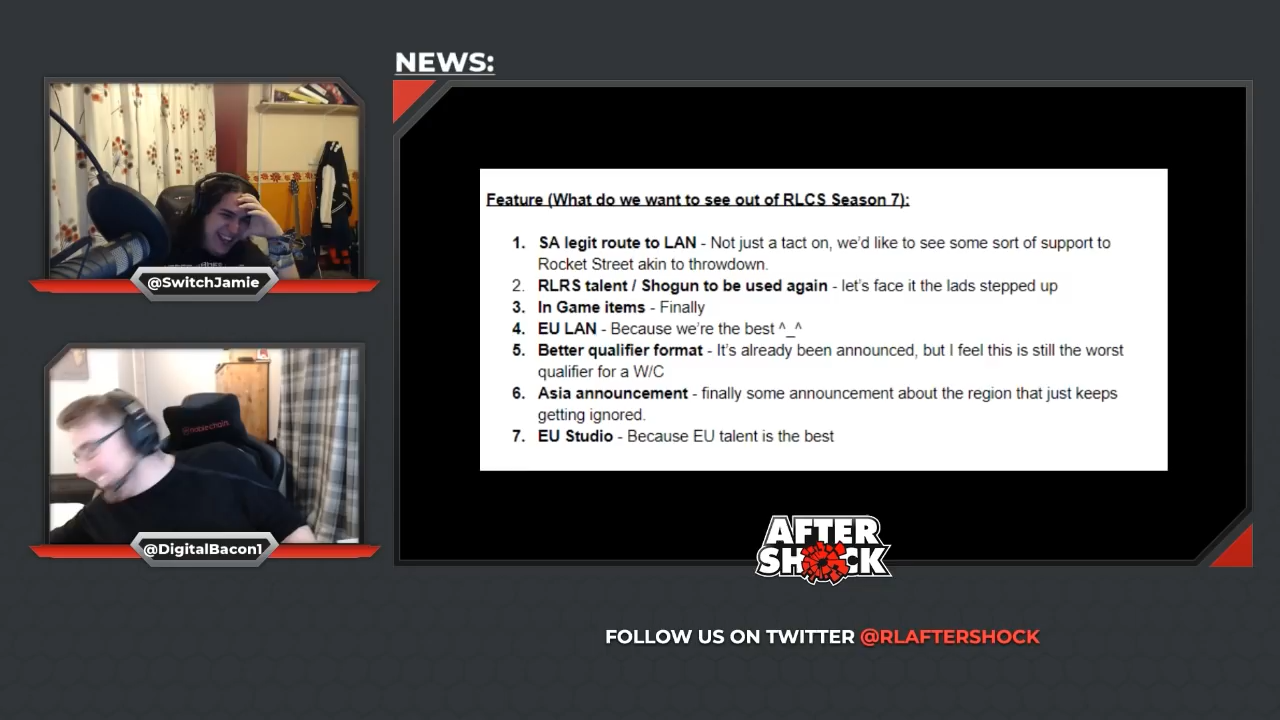 NEWS:
@SwitchJamie
@DigitalBacon1
noblechairs
Feature (What do we want to see out of RLCS Season 7):
1. SA legit route to LAN - Not just a tact on, we'd like to see some sort of support to
Rocket Street akin to throwdown.
2. RLRS talent / Shogun to be used again - let's face it the lads stepped up
3. In Game items - Finally
4. EU LAN - Because we're the best ^_^
5. Better qualifier format - It's already been announced, but I feel this is still the worst
qualifier for a W/C
6. Asia announcement - finally some announcement about the region that just keeps
getting ignored.
7. EU Studio - Because EU talent is the best
AFTER
SHOCK
FOLLOW US ON TWITTER @RLAFTERSHOCK